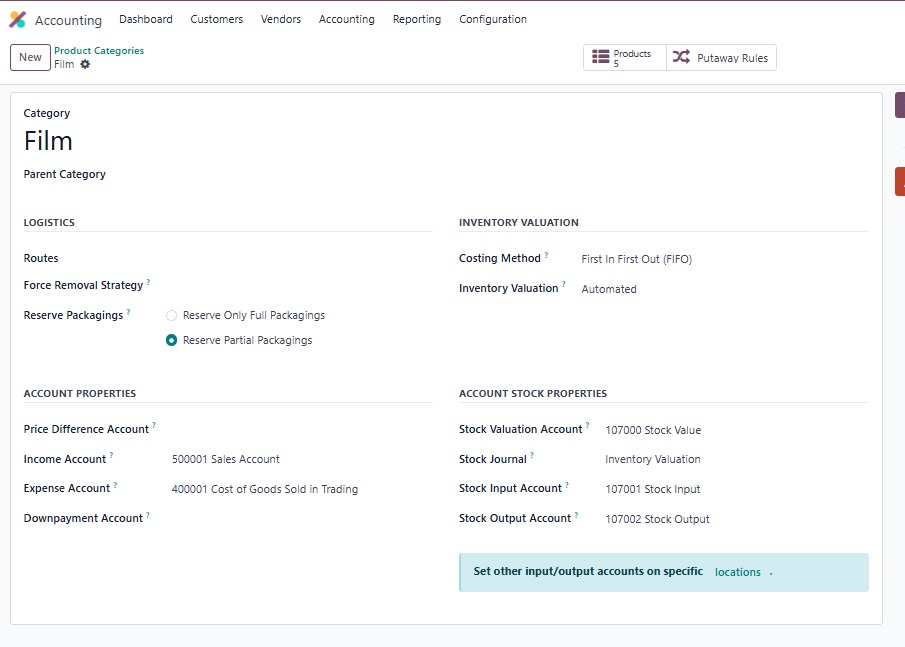 Accounting Dashboard Customers Vendors Accounting Reporting Configuration
New
Product Categories
Film
Products
5
Putaway Rules
Category
Film
Parent Category
LOGISTICS
Routes
Force Removal Strategy ?
Reserve Packagings ? Reserve Only Full Packagings
Reserve Partial Packagings
INVENTORY VALUATION
Costing Method ? First In First Out (FIFO)
Inventory Valuation ? Automated
ACCOUNT PROPERTIES
Price Difference Account ?
Income Account ? 500001 Sales Account
Expense Account ? 400001 Cost of Goods Sold in Trading
Downpayment Account ?
ACCOUNT STOCK PROPERTIES
Stock Valuation Account ? 107000 Stock Value
Stock Journal ? Inventory Valuation
Stock Input Account ? 107001 Stock Input
Stock Output Account ? 107002 Stock Output
Set other input/output accounts on specific locations .